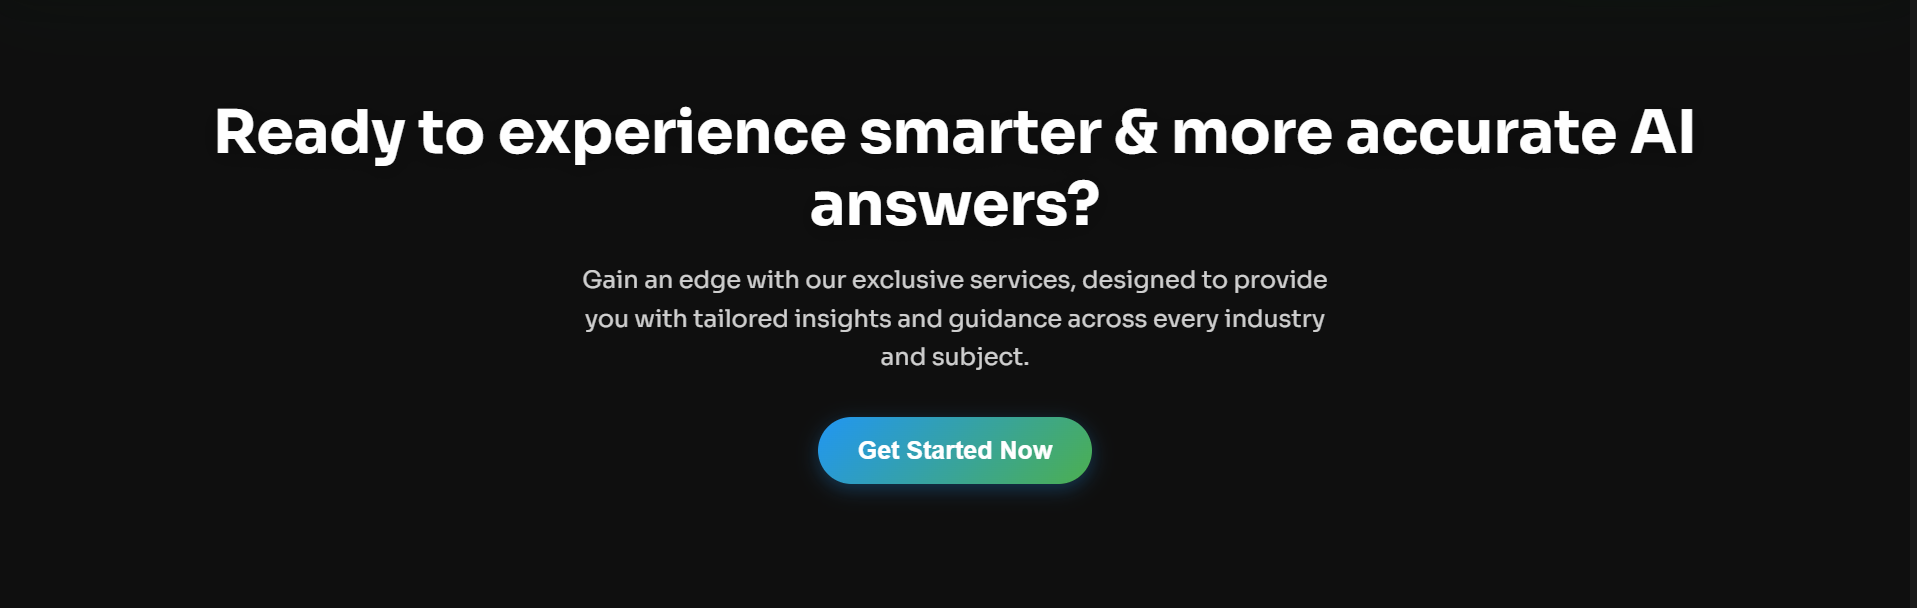 Ready to experience smarter & more accurate AI
answers?
Gain an edge with our exclusive services, designed to provide
you with tailored insights and guidance across every industry
and subject.
Get Started Now